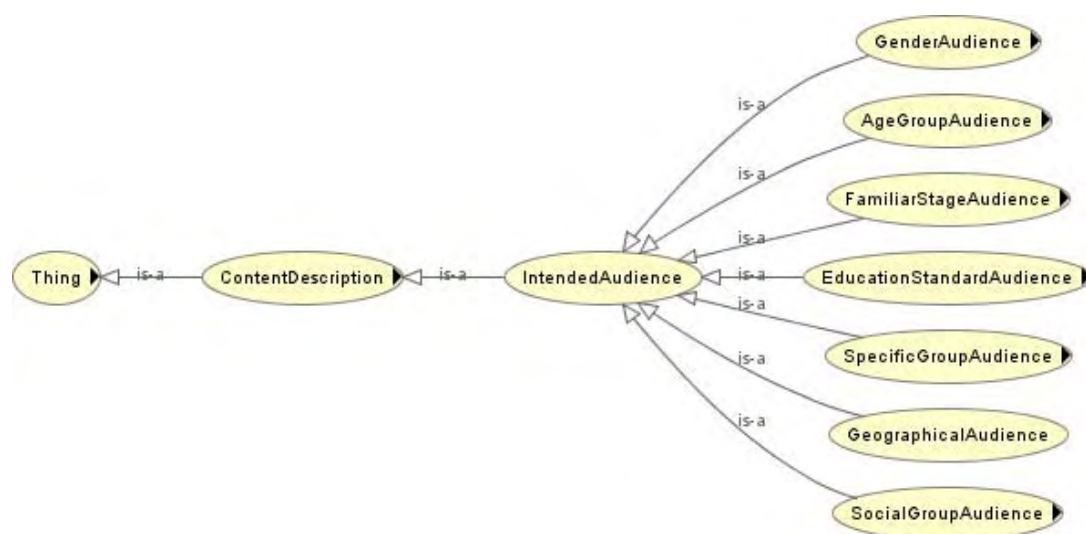 GenderAudience
is-a
AgeGroupAudience
is-a
FamiliarStageAudience
is-a
Thing
is-a
ContentDescription
is-a
IntendedAudience
is-a
EducationStandardAudience
is-a
SpecificGroupAudience
is-a
GeographicalAudience
is-a
SocialGroupAudience